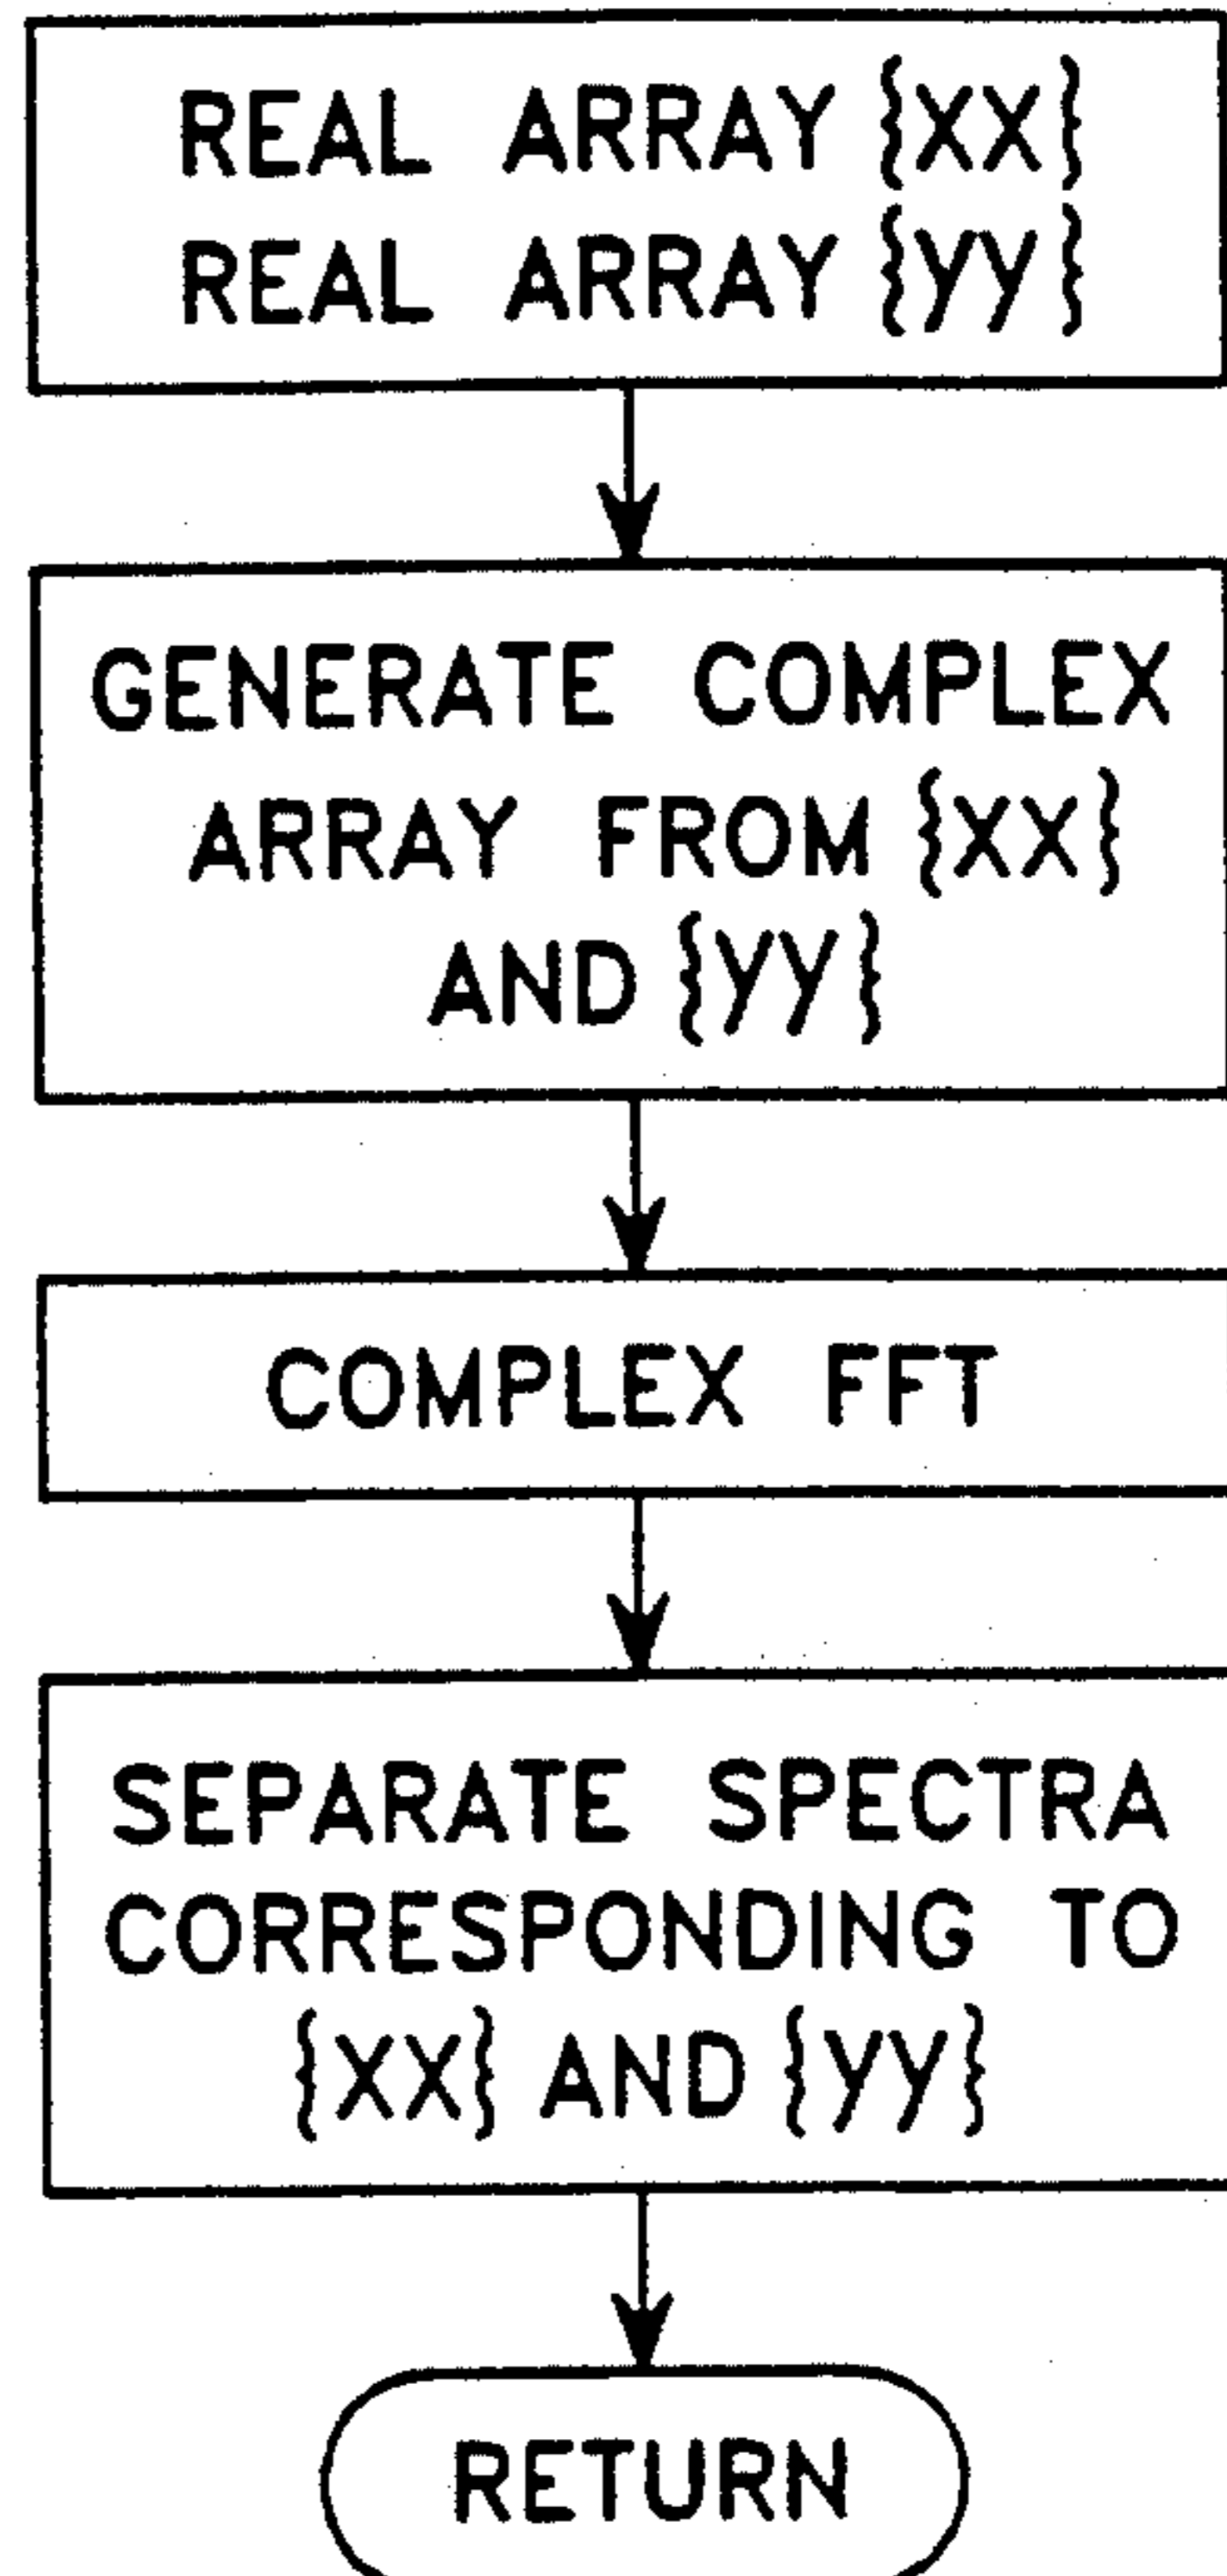 REAL ARRAY {XX}
REAL ARRAY {YY}
GENERATE COMPLEX
ARRAY FROM {XX}
AND {YY}
COMPLEX FFT
SEPARATE SPECTRA
CORRESPONDING TO
{XX} AND {YY}
RETURN